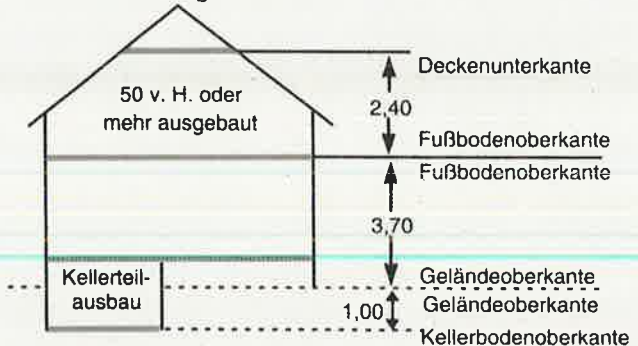 Deckenunterkante
50 v. H. oder
mehr ausgebaut
2,40
Fußbodenoberkante
Fußbodenoberkante
3,70
Kellerteil-
ausbau
Geländeoberkante
1,00
Geländeoberkante
Kellerbodenoberkante